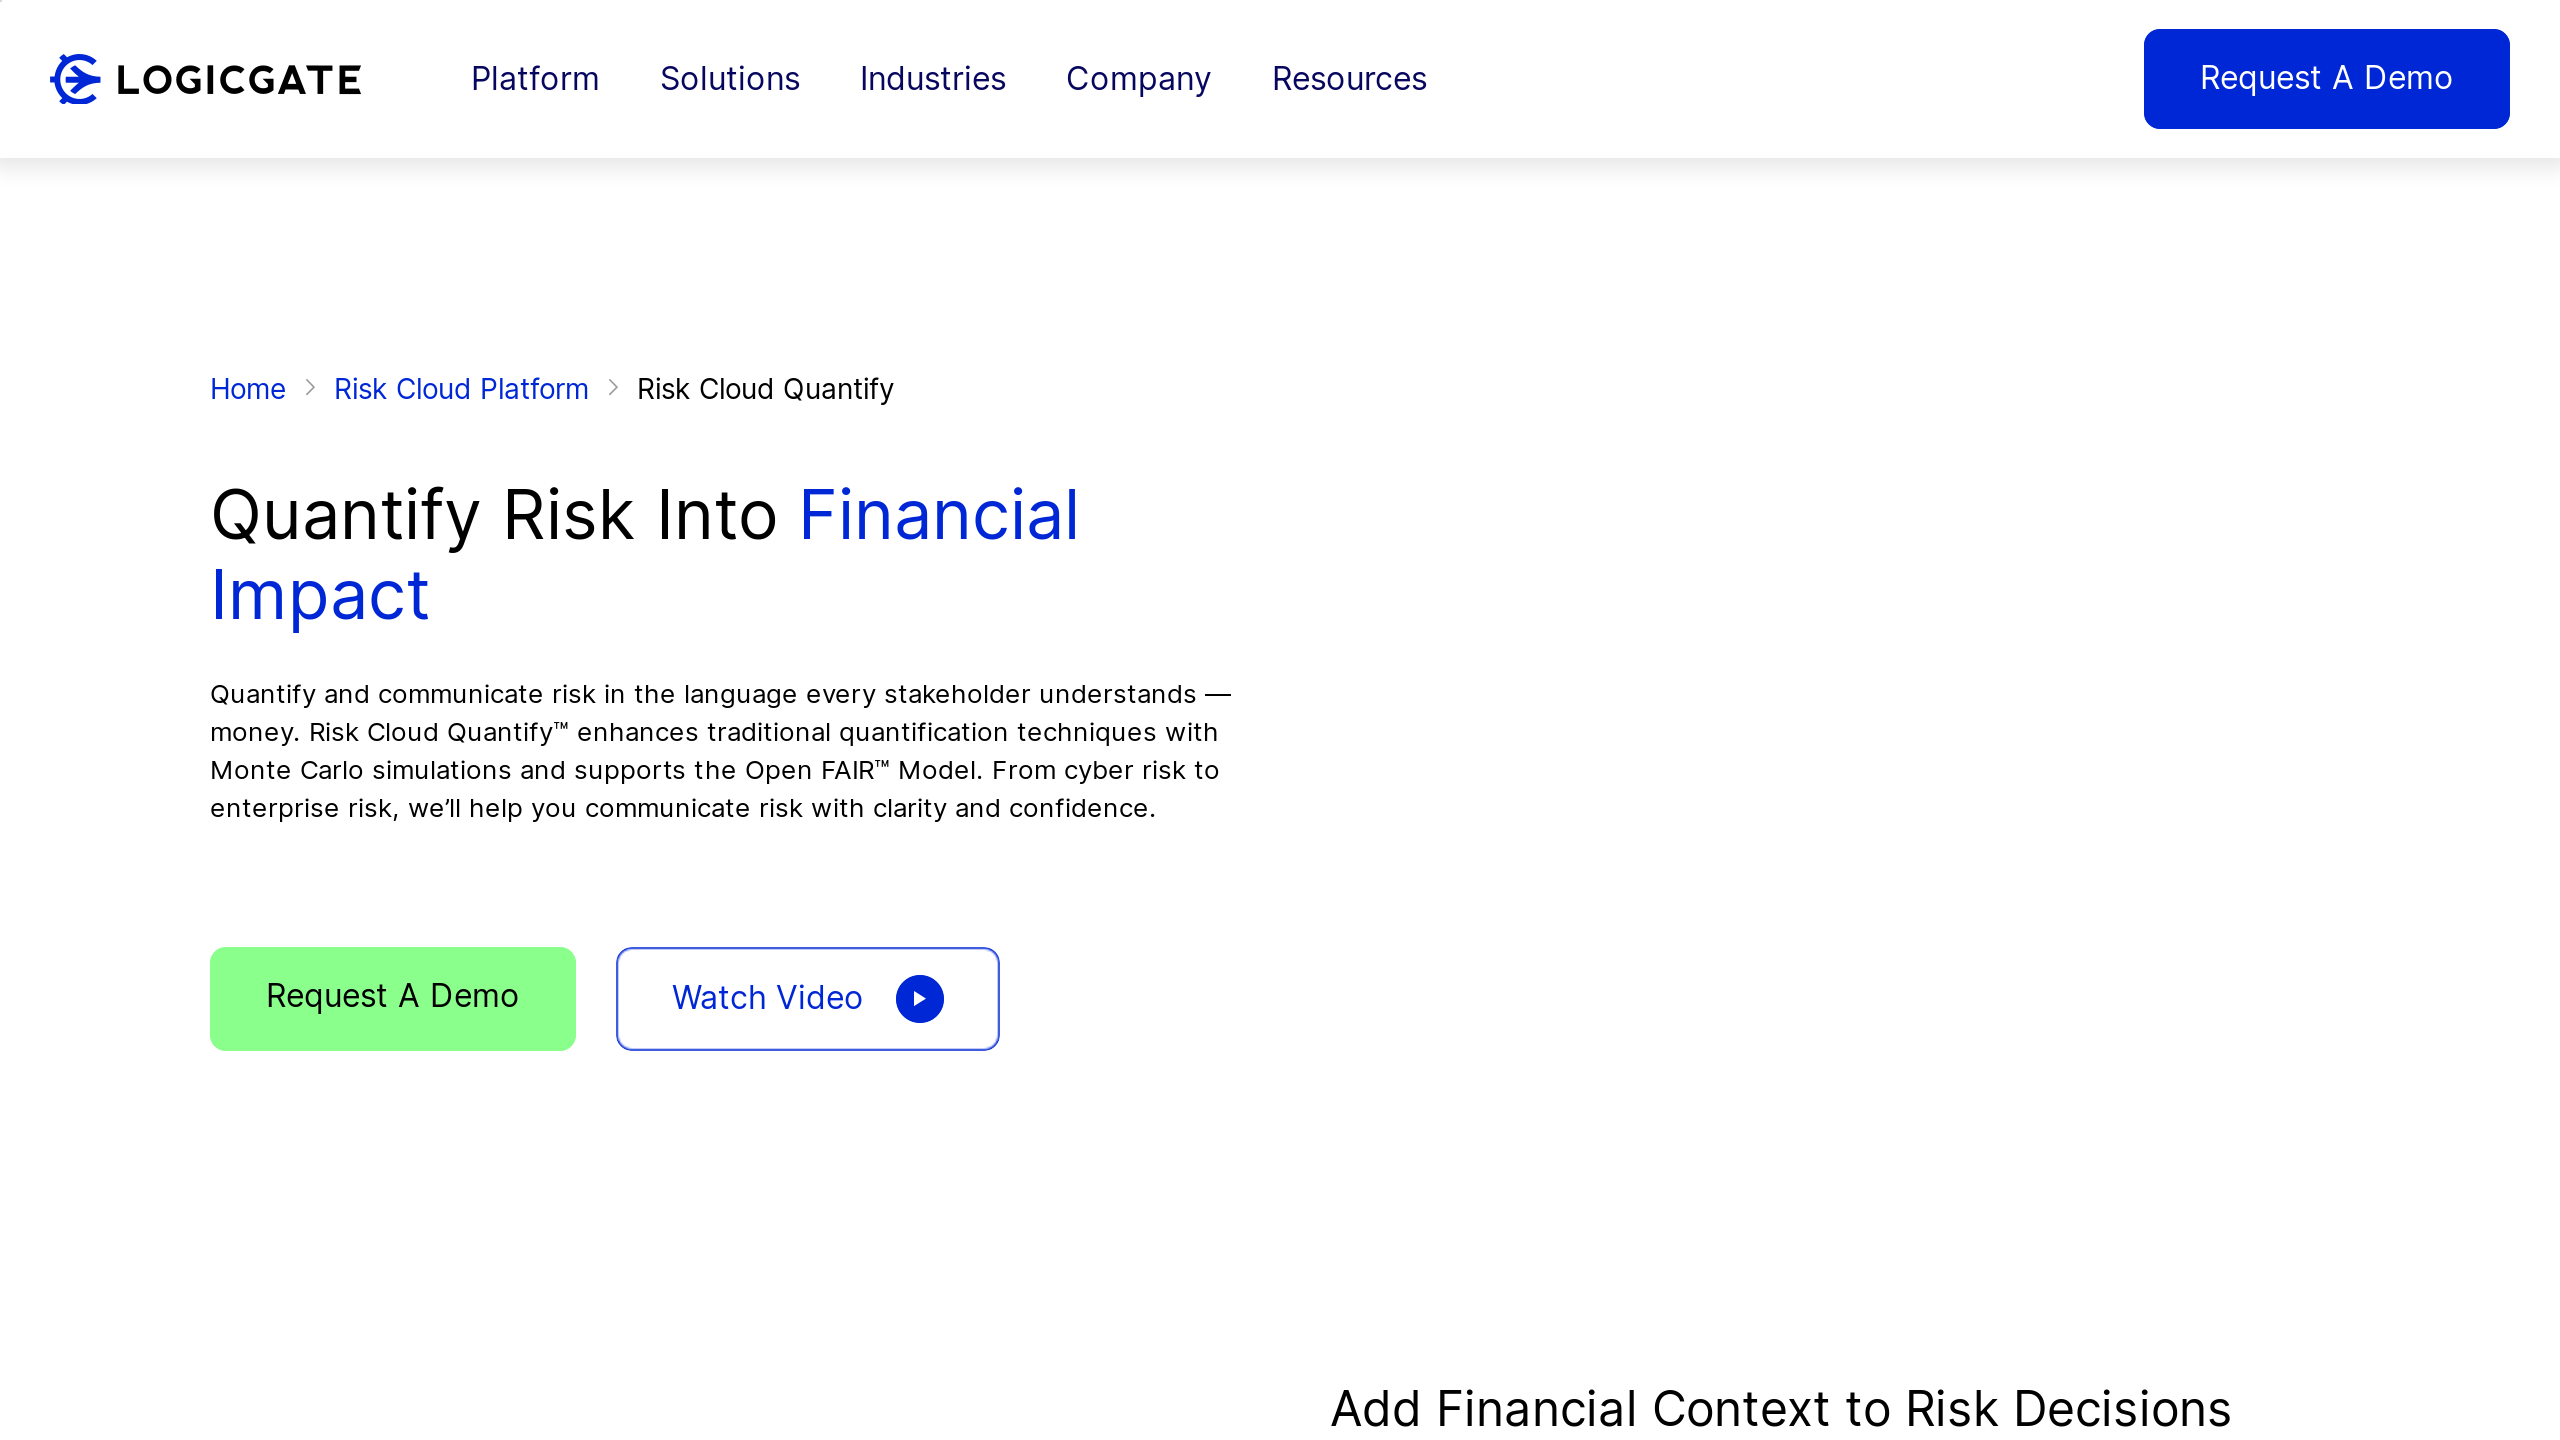 LOGICGATE
Platform Solutions Industries Company Resources
Request A Demo
Home > Risk Cloud Platform > Risk Cloud Quantify
Quantify Risk Into Financial
Impact
Quantify and communicate risk in the language every stakeholder understands —
money. Risk Cloud Quantify™ enhances traditional quantification techniques with
Monte Carlo simulations and supports the Open FAIR™ Model. From cyber risk to
enterprise risk, we’ll help you communicate risk with clarity and confidence.
Request A Demo
Watch Video
Add Financial Context to Risk Decisions